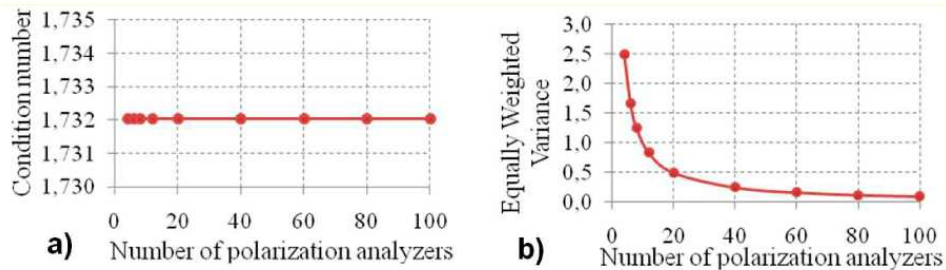 Condition number
1,735
1,734
1,733
1,732
1,731
1,730
0 20 40 60 80 100
a) Number of polarization analyzers
Equally Weighted
Variance
3,0
2,5
2,0
1,5
1,0
0,5
0,0
0 20 40 60 80 100
b) Number of polarization analyzers